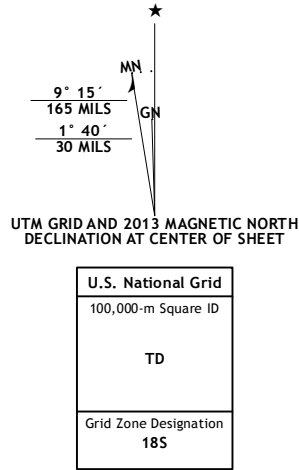 ★
MN
GN
9° 15´
165 MILS
1° 40´
30 MILS
UTM GRID AND 2013 MAGNETIC NORTH
DECLINATION AT CENTER OF SHEET
U.S. National Grid
100,000-m Square ID
TD
Grid Zone Designation
18S